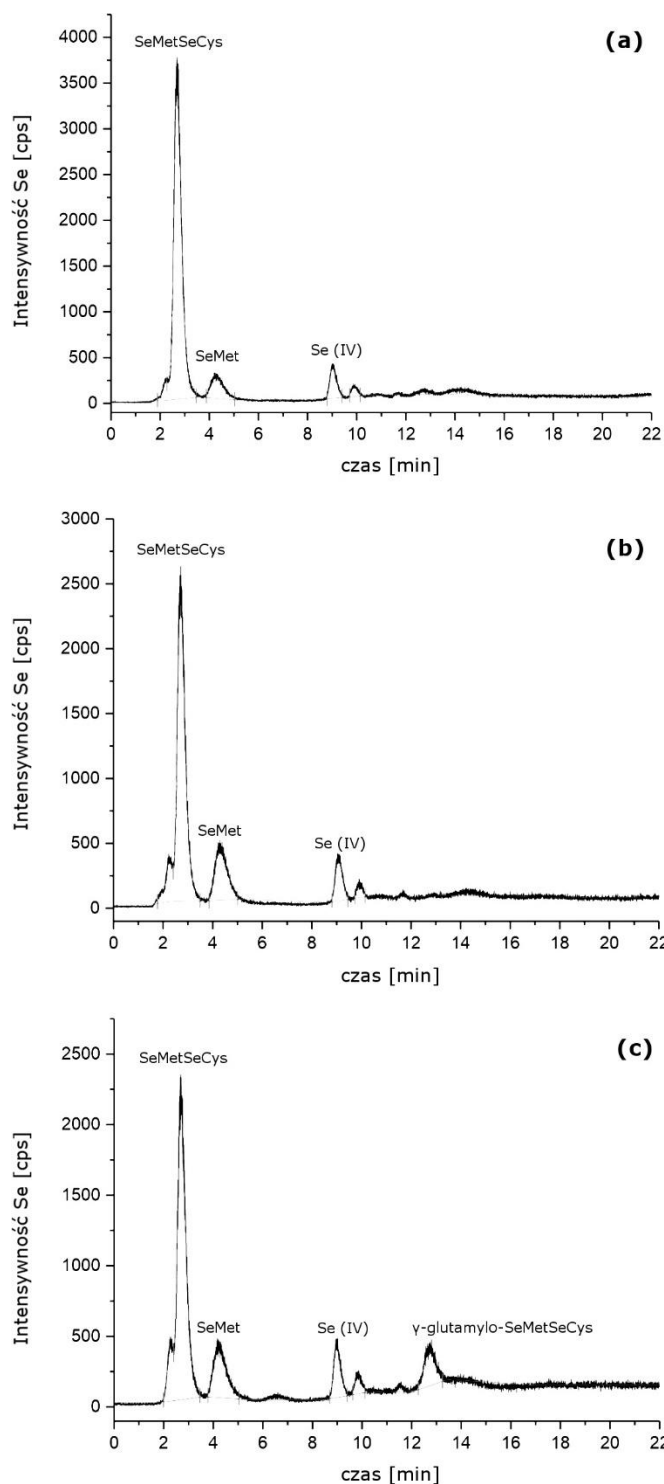 (a)
SeMetSeCys
SeMet
Se (IV)
Intensywność Se [cps]
4000
3500
3000
2500
2000
1500
1000
500
0
0 2 4 6 8 10 12 14 16 18 20 22
czas [min]
(b)
SeMetSeCys
SeMet
Se (IV)
Intensywność Se [cps]
3000
2500
2000
1500
1000
500
0
0 2 4 6 8 10 12 14 16 18 20 22
czas [min]
(c)
SeMetSeCys
SeMet
Se (IV)
γ-glutamylo-SeMetSeCys
Intensywność Se [cps]
2500
2000
1500
1000
500
0
0 2 4 6 8 10 12 14 16 18 20 22
czas [min]